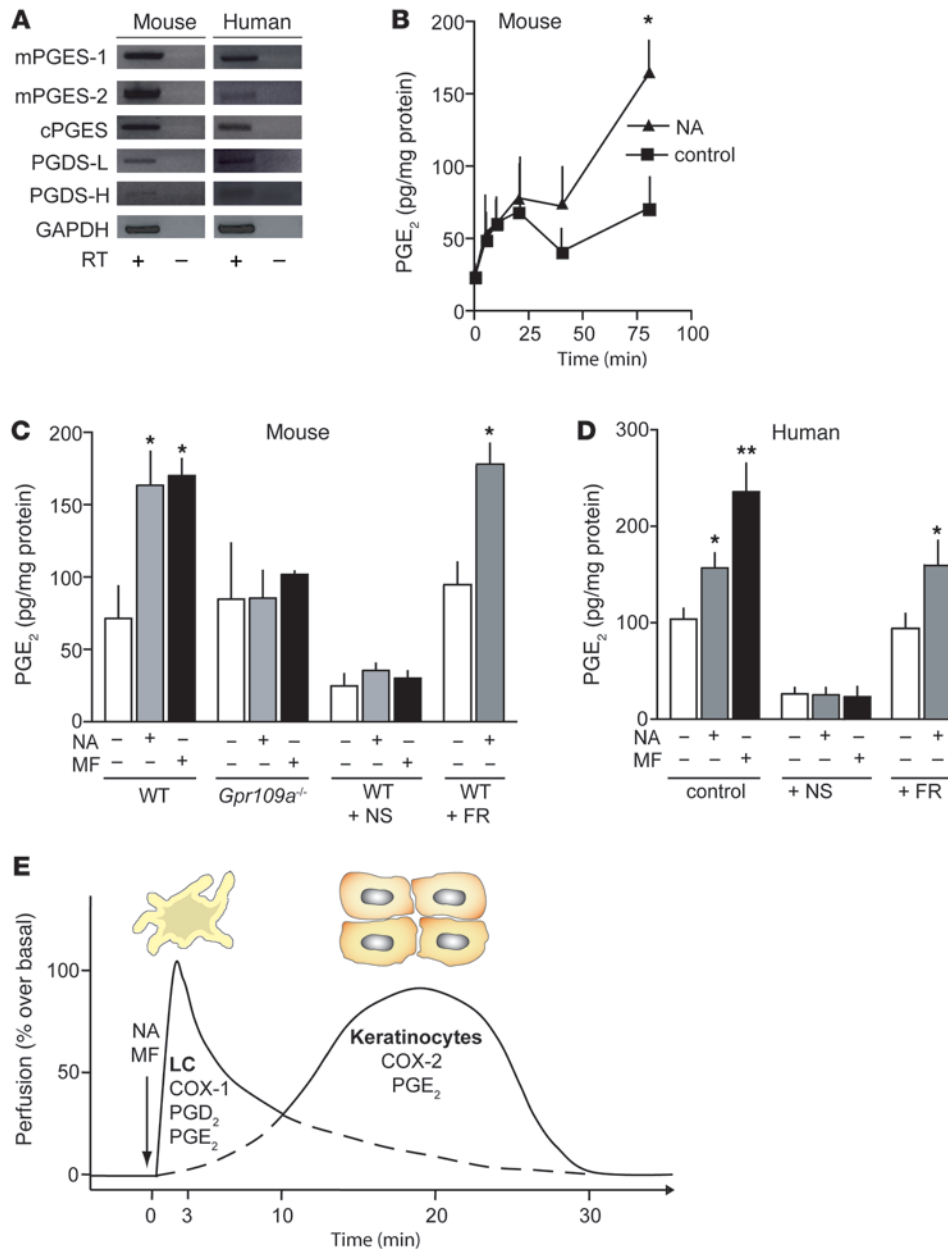 A
Mouse Human
mPGES-1
mPGES-2
cPGES
PGDS-L
PGDS-H
GAPDH
RT + – + –
B Mouse
PGE₂ (pg/mg protein)
200
150
100
50
0
*
NA
control
0 25 50 75 100
Time (min)
C Mouse
PGE₂ (pg/mg protein)
200
150
100
50
0
* * *
NA – + – – + – – + – – +
MF – – + – – + – – + – –
WT Gpr109a⁻/⁻ WT + NS WT + FR
D Human
PGE₂ (pg/mg protein)
300
200
100
0
* ** *
NA – + – – + – – +
MF – – + – – + – –
control + NS + FR
E
Perfusion (% over basal)
100
50
0
NA
MF
LC
COX-1
PGD₂
PGE₂
Keratinocytes
COX-2
PGE₂
0 3 10 20 30
Time (min)